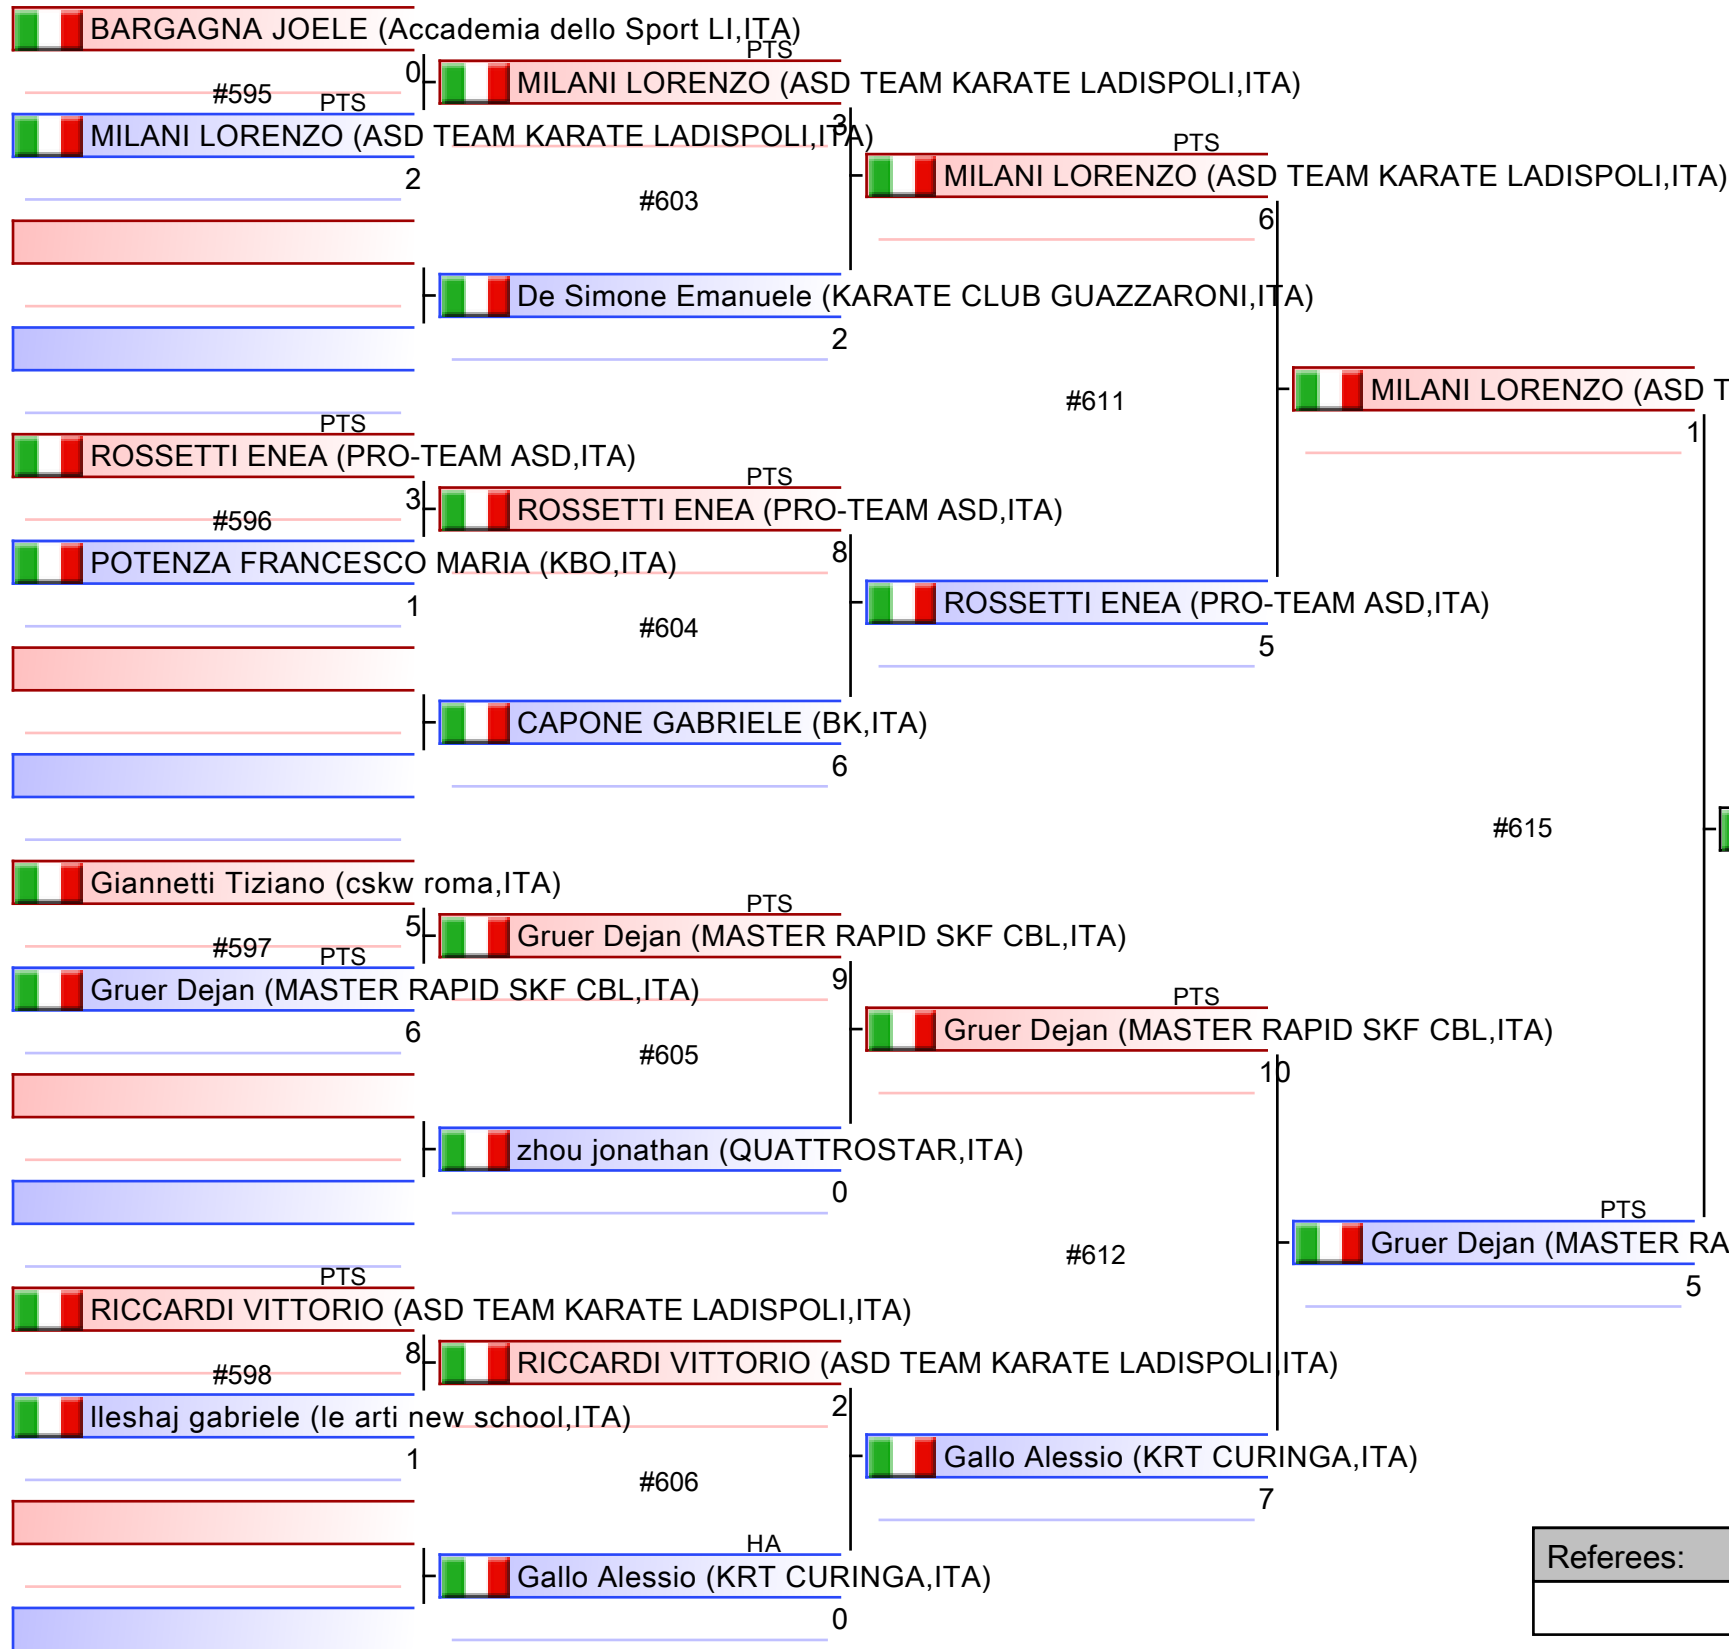 BARGAGNA JOELE (Accademia dello Sport LI,ITA)
0
PTS
MILANI LORENZO (ASD TEAM KARATE LADISPOLI,ITA)
#595
PTS
MILANI LORENZO (ASD TEAM KARATE LADISPOLI,ITA)
2
3
PTS
MILANI LORENZO (ASD TEAM KARATE LADISPOLI,ITA)
6
#603
De Simone Emanuele (KARATE CLUB GUAZZARONI,ITA)
2
#611
MILANI LORENZO (ASD T
1
PTS
ROSSETTI ENEA (PRO-TEAM ASD,ITA)
3
PTS
ROSSETTI ENEA (PRO-TEAM ASD,ITA)
8
#596
POTENZA FRANCESCO MARIA (KBO,ITA)
1
ROSSETTI ENEA (PRO-TEAM ASD,ITA)
5
#604
CAPONE GABRIELE (BK,ITA)
6
#615
Giannetti Tiziano (cskw roma,ITA)
5
PTS
Gruer Dejan (MASTER RAPID SKF CBL,ITA)
9
#597
PTS
Gruer Dejan (MASTER RAPID SKF CBL,ITA)
6
PTS
Gruer Dejan (MASTER RAPID SKF CBL,ITA)
10
#605
zhou jonathan (QUATTROSTAR,ITA)
0
#612
PTS
Gruer Dejan (MASTER RA
5
PTS
RICCARDI VITTORIO (ASD TEAM KARATE LADISPOLI,ITA)
8
RICCARDI VITTORIO (ASD TEAM KARATE LADISPOLI,ITA)
2
#598
lleshaj gabriele (le arti new school,ITA)
1
Gallo Alessio (KRT CURINGA,ITA)
7
#606
HA
Gallo Alessio (KRT CURINGA,ITA)
0
Referees: